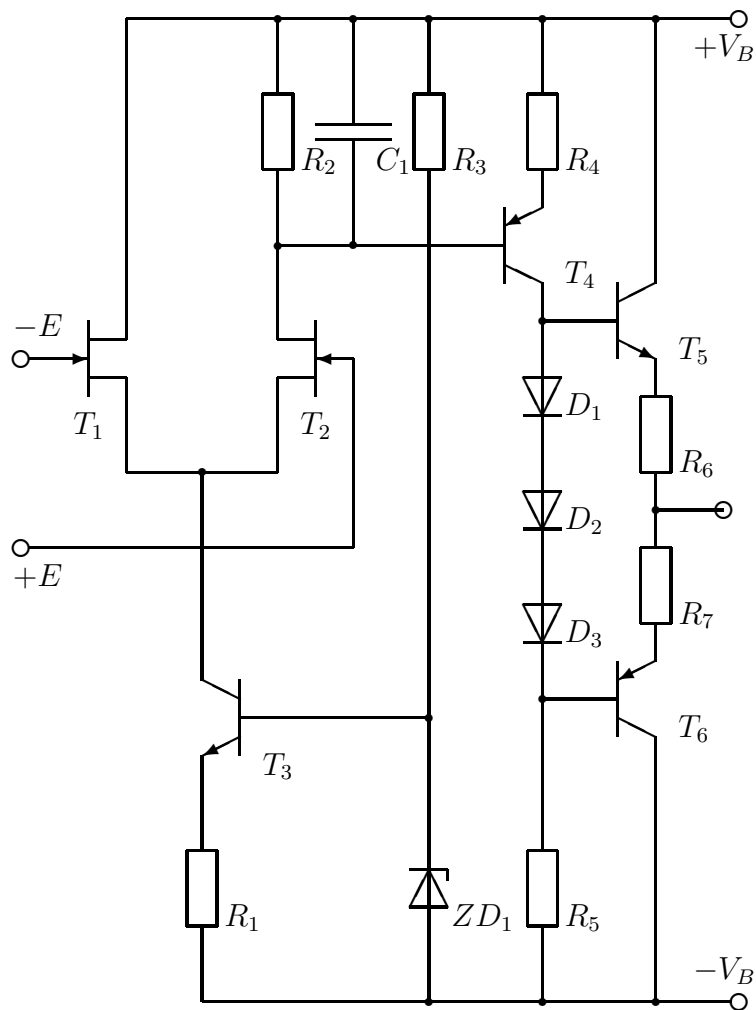 +V_B
R_2
C_1
R_3
R_4
T_4
−E
T_1
T_2
T_5
D_1
R_6
D_2
+E
D_3
R_7
T_3
T_6
R_1
ZD_1
R_5
−V_B